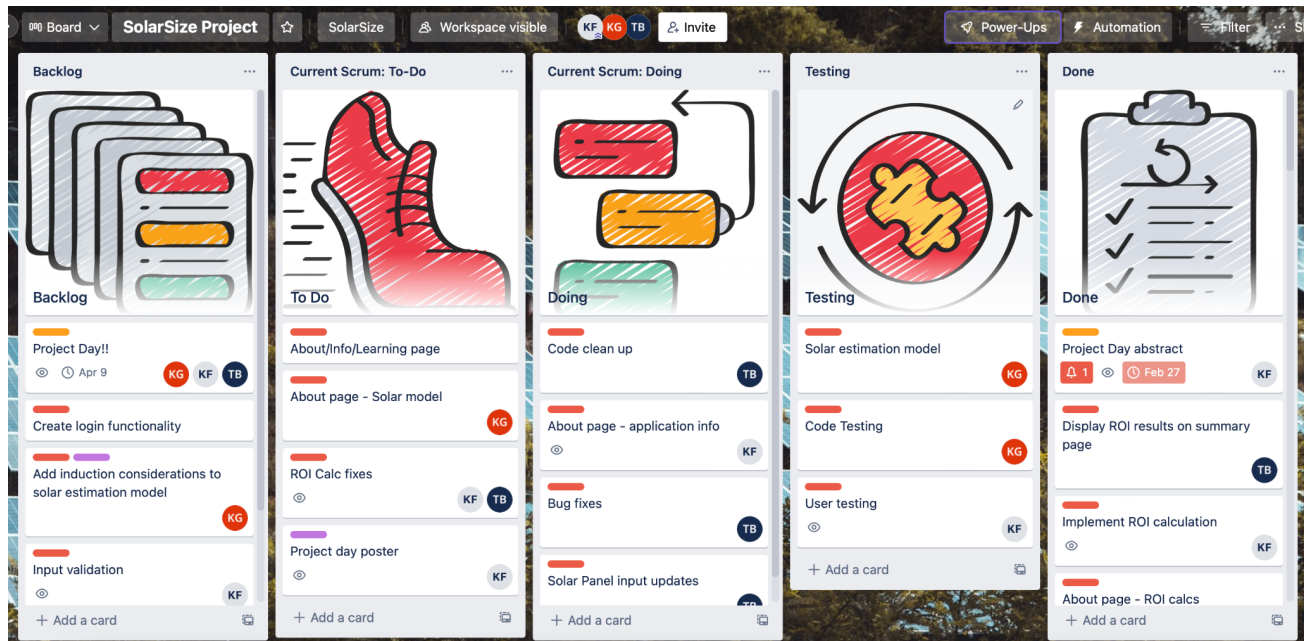 Board
SolarSize Project
SolarSize
Workspace visible
KF
KG
TB
Invite
Power-Ups
Automation
Filter
Backlog
Backlog
Project Day!!
Apr 9
KG KF TB
Create login functionality
Add induction considerations to
solar estimation model
KG
Input validation
KF
+ Add a card
Current Scrum: To-Do
To Do
About/Info/Learning page
About page - Solar model
KG
ROI Calc fixes
KF TB
Project day poster
KF
+ Add a card
Current Scrum: Doing
Doing
Code clean up
TB
About page - application info
KF
Bug fixes
TB
Solar Panel input updates
TB
+ Add a card
Testing
Testing
Solar estimation model
KG
Code Testing
KG
User testing
KF
+ Add a card
Done
Done
Project Day abstract
1
Feb 27
KF
Display ROI results on summary
page
TB
Implement ROI calculation
KF
About page - ROI calcs
+ Add a card